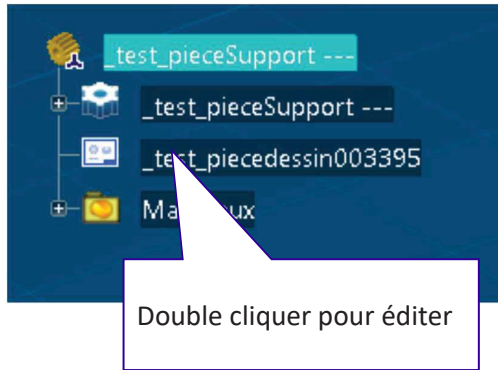 _test_pieceSupport ---
_test_pieceSupport ---
_test_piecedessin003395
Double cliquer pour éditer